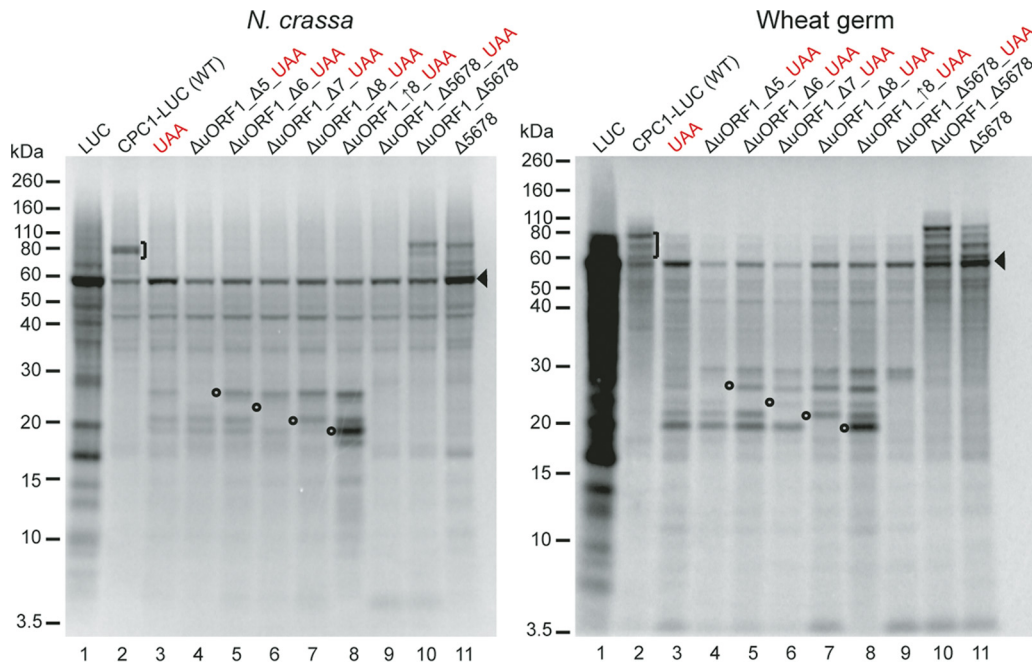 N. crassa
LUC
CPC1-LUC (WT)
UAA
ΔuORF1_Δ5_UAA
ΔuORF1_Δ6_UAA
ΔuORF1_Δ7_UAA
ΔuORF1_Δ8_UAA
ΔuORF1_↑8_UAA
ΔuORF1_Δ5678_UAA
ΔuORF1_Δ5678
Δ5678
kDa
260
160
110
80
60
50
40
30
20
15
10
3.5
1 2 3 4 5 6 7 8 9 10 11
Wheat germ
LUC
CPC1-LUC (WT)
UAA
ΔuORF1_Δ5_UAA
ΔuORF1_Δ6_UAA
ΔuORF1_Δ7_UAA
ΔuORF1_Δ8_UAA
ΔuORF1_↑8_UAA
ΔuORF1_Δ5678_UAA
ΔuORF1_Δ5678
Δ5678
kDa
260
160
110
80
60
50
40
30
20
15
10
3.5
1 2 3 4 5 6 7 8 9 10 11